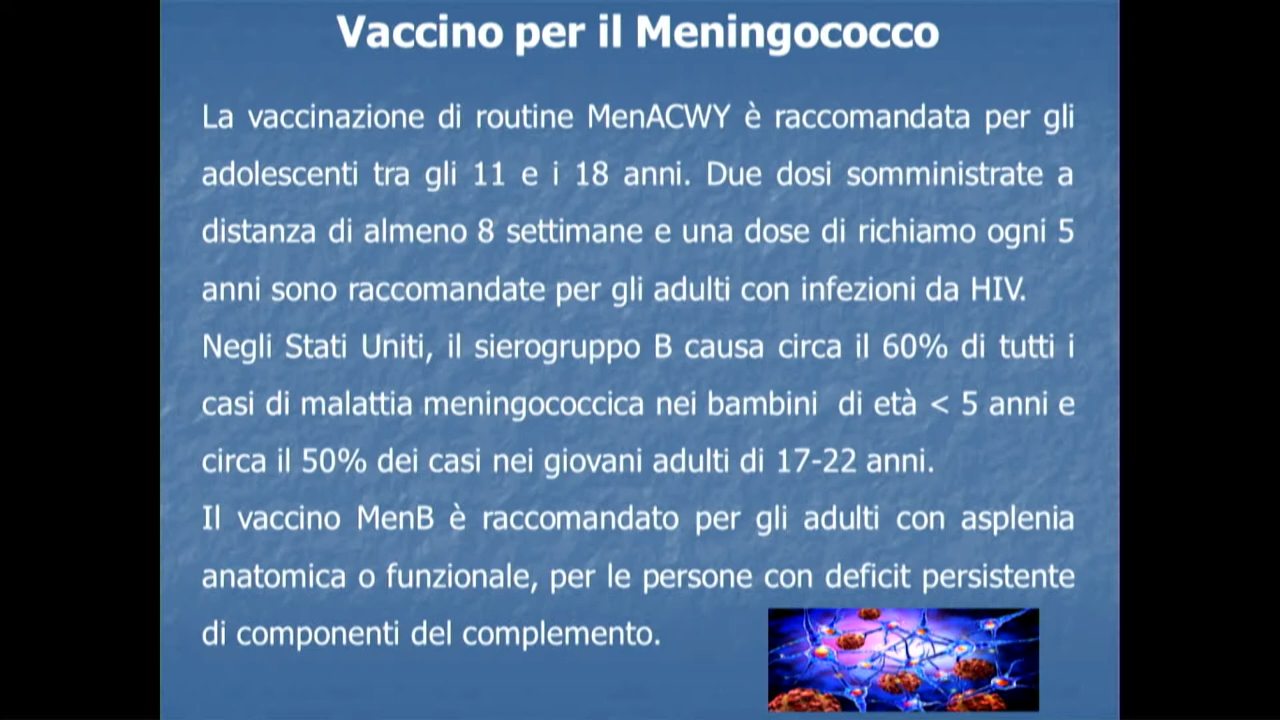 Vaccino per il Meningococco
La vaccinazione di routine MenACWY è raccomandata per gli
adolescenti tra gli 11 e i 18 anni. Due dosi somministrate a
distanza di almeno 8 settimane e una dose di richiamo ogni 5
anni sono raccomandate per gli adulti con infezioni da HIV.
Negli Stati Uniti, il sierogruppo B causa circa il 60% di tutti i
casi di malattia meningococcica nei bambini  di età < 5 anni e
circa il 50% dei casi nei giovani adulti di 17-22 anni.
Il vaccino MenB è raccomandato per gli adulti con asplenia
anatomica o funzionale, per le persone con deficit persistente
di componenti del complemento.